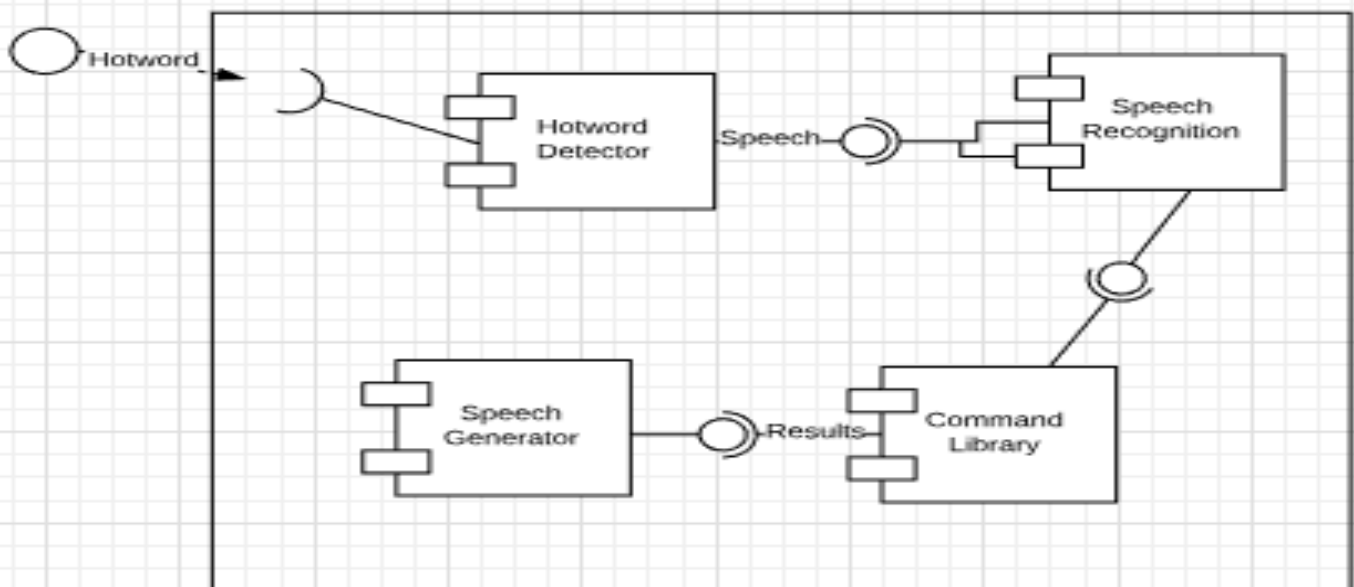 Hotword
Hotword
Detector
Speech
Speech
Recognition
Speech
Generator
Results
Command
Library